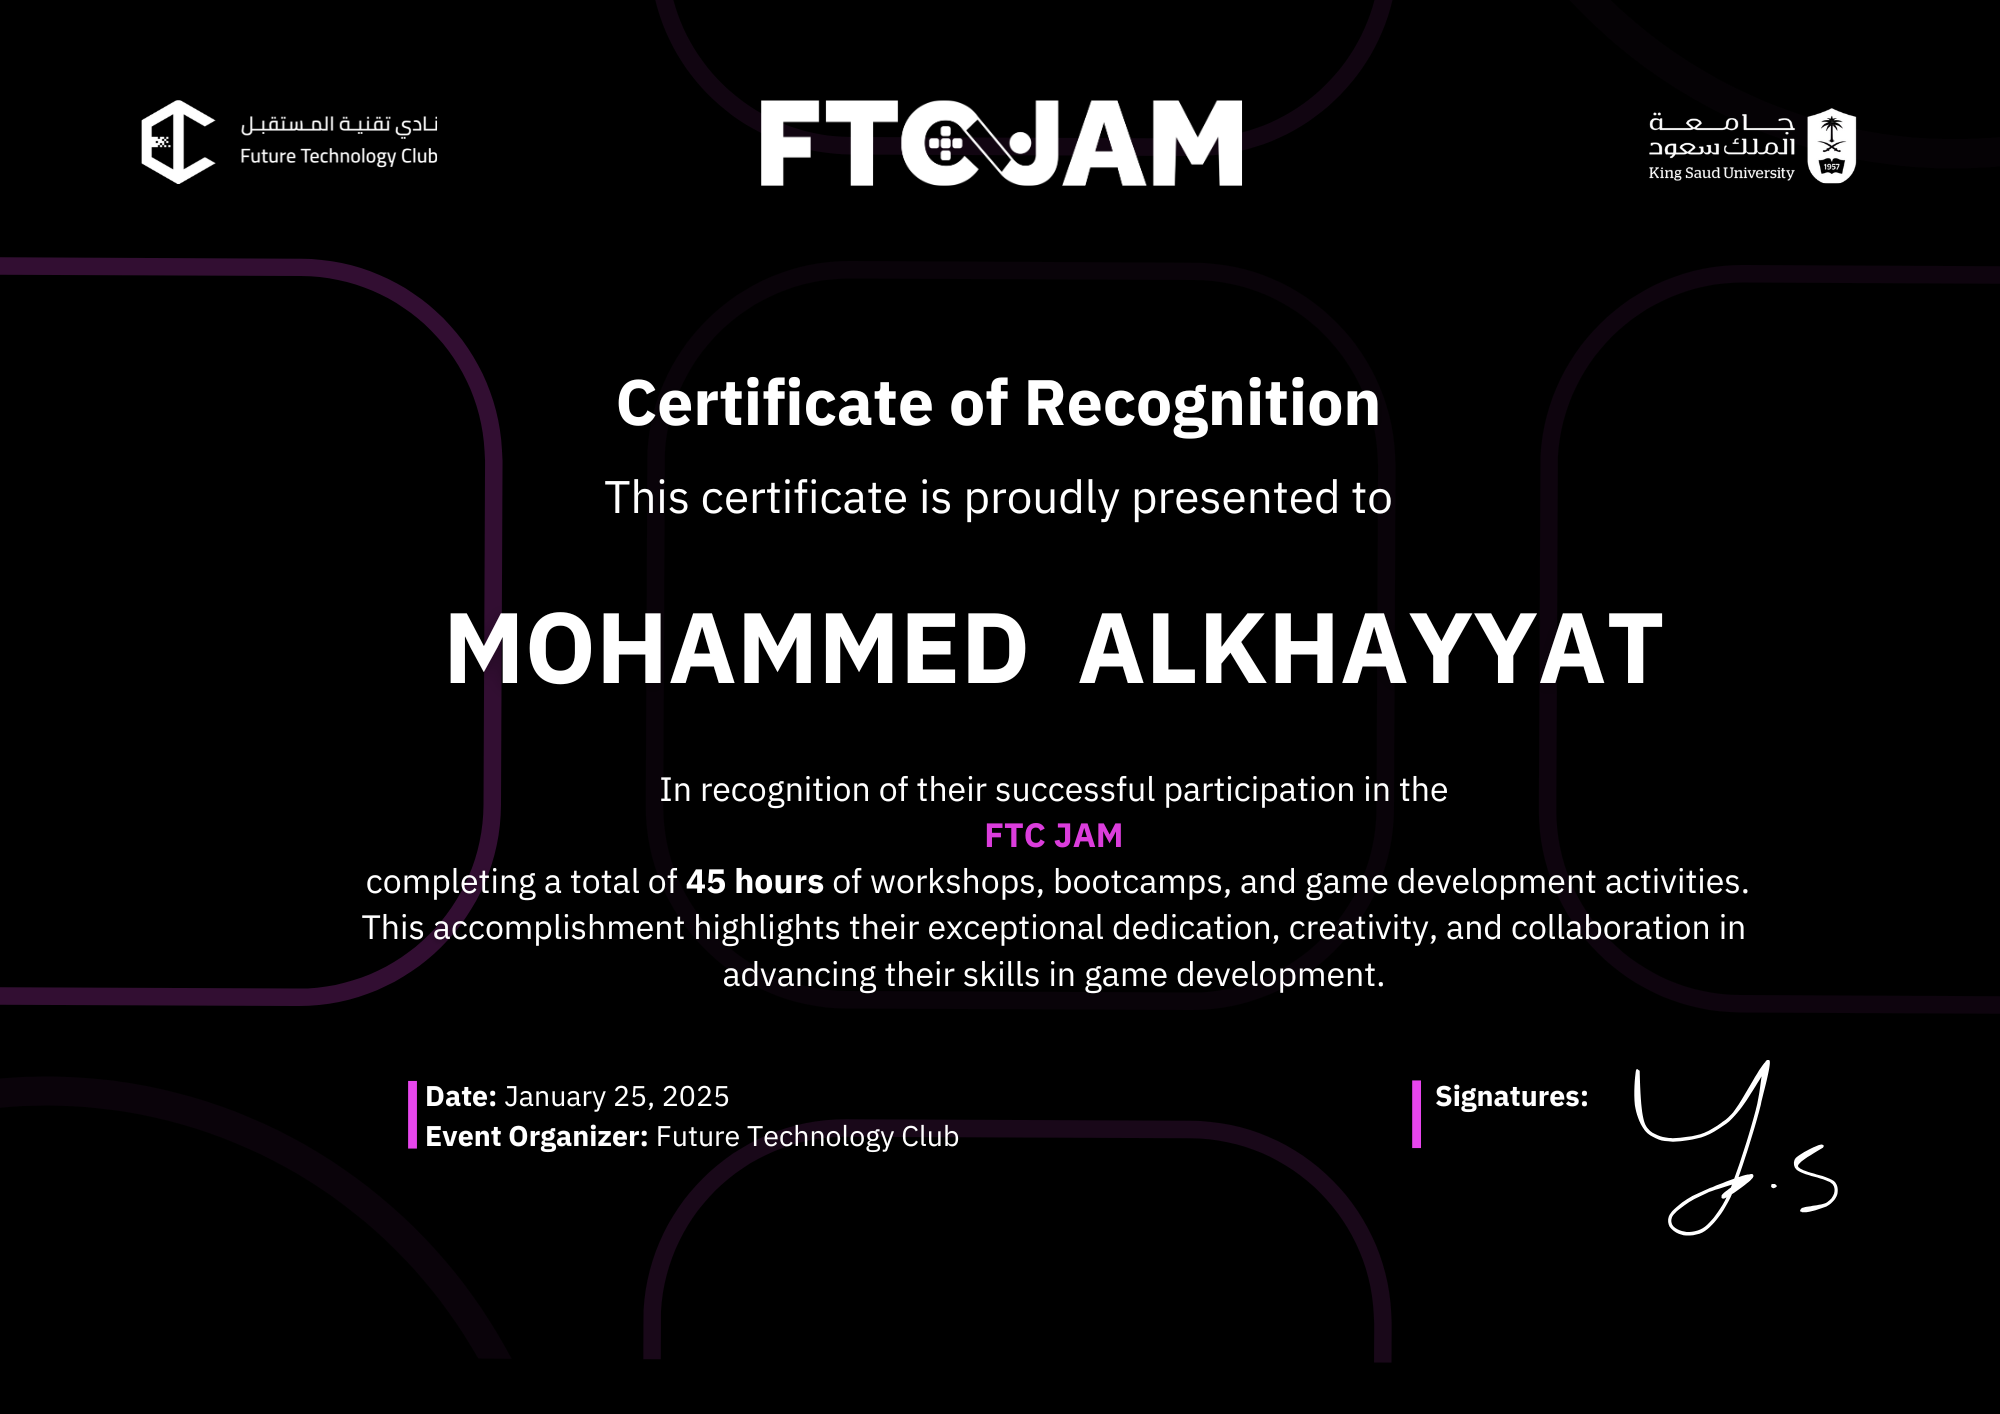 نادي تقنية المستقبل
Future Technology Club
FTC JAM
جامعة
الملك سعود
King Saud University
1957
Certificate of Recognition
This certificate is proudly presented to
MOHAMMED ALKHAYYAT
In recognition of their successful participation in the
FTC JAM
completing a total of 45 hours of workshops, bootcamps, and game development activities.
This accomplishment highlights their exceptional dedication, creativity, and collaboration in
advancing their skills in game development.
Date: January 25, 2025
Event Organizer: Future Technology Club
Signatures:
Y.S